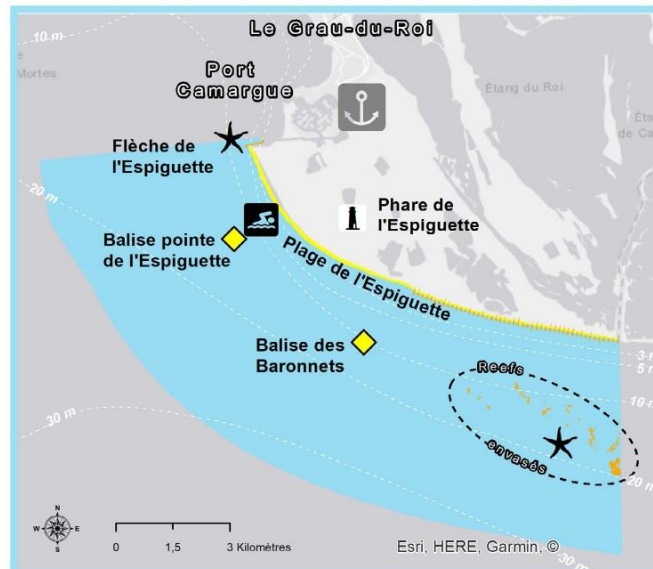 Le Grau-du-Roi
10 m
Mortes
Port
Camargue
Étang du Roi
de Ca
Flèche de
l'Espiguette
20 m
Phare de
l'Espiguette
Balise pointe
de l'Espiguette
Plage de l'Espiguette
Balise des
Baronnets
3 m
5 m
Reefs
10 m
envasés
20 m
30 m
30 m
N
W E
S
0 1,5 3 Kilomètres
Esri, HERE, Garmin, ©